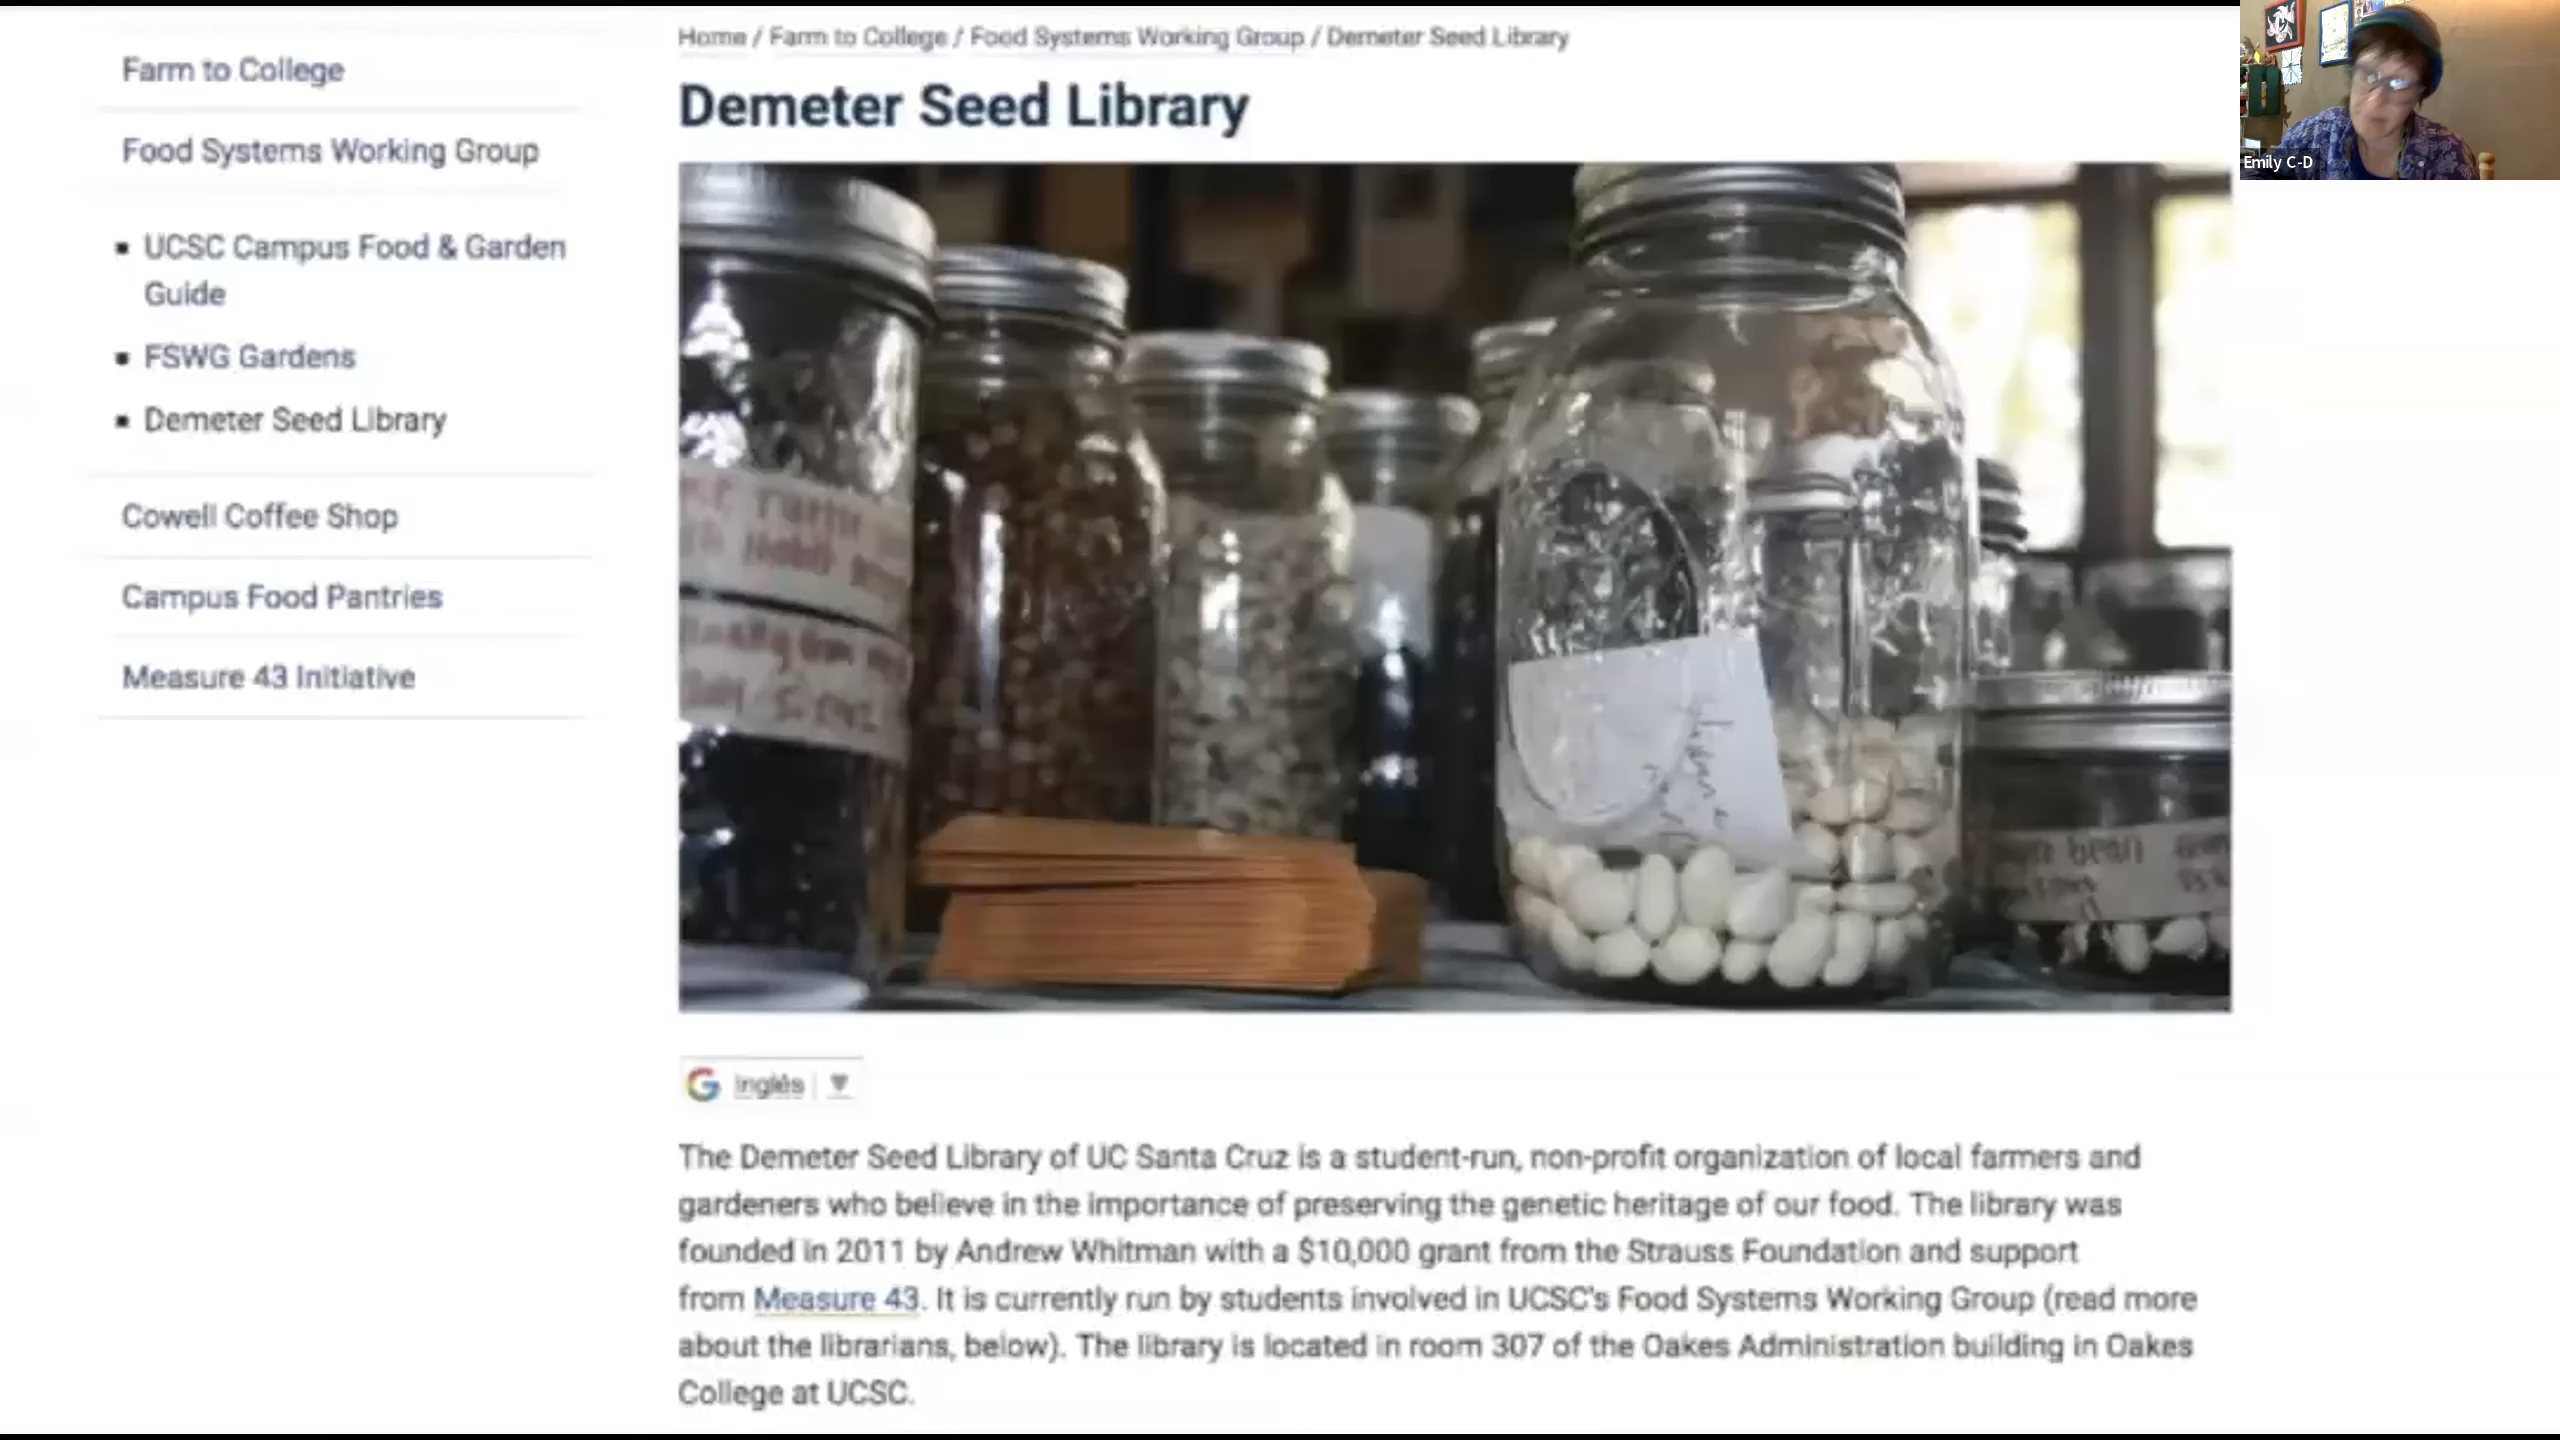 Home / Farm to College / Food Systems Working Group / Demeter Seed Library
Farm to College
Food Systems Working Group
UCSC Campus Food & Garden
Guide
FSWG Gardens
Demeter Seed Library
Cowell Coffee Shop
Campus Food Pantries
Measure 43 Initiative
Demeter Seed Library
bean
G inglés
The Demeter Seed Library of UC Santa Cruz is a student-run, non-profit organization of local farmers and
gardeners who believe in the importance of preserving the genetic heritage of our food. The library was
founded in 2011 by Andrew Whitman with a $10,000 grant from the Strauss Foundation and support
from Measure 43. It is currently run by students involved in UCSC's Food Systems Working Group (read more
about the librarians, below). The library is located in room 307 of the Oakes Administration building in Oakes
College at UCSC.
Emily C-D